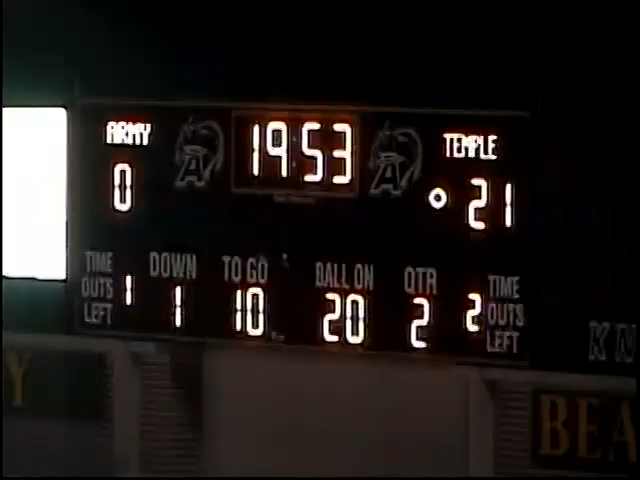 ARMY 19:53 TEMPLE
0 A A 21
TIME OUTS LEFT 1 DOWN 1 TO GO 10 BALL ON 20 QTR 2 2 TIME OUTS LEFT
Y BEA